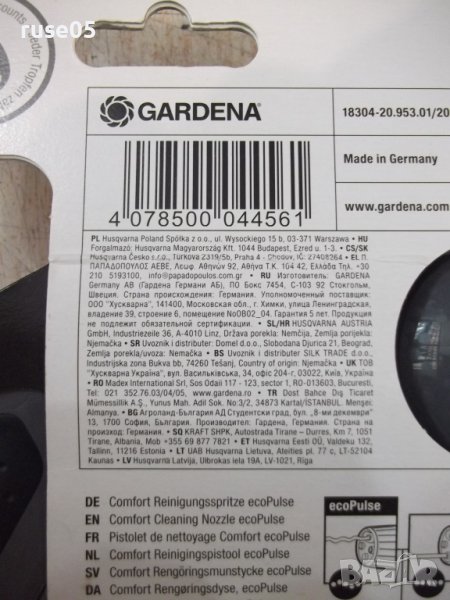 ruse05
counts jeder Tropfen zäh
GARDENA
18304-20.953.01/20
Made in Germany
www.gardena.com
4 078500 044561
PL Husqvarna Poland Spółka z o.o., ul. Wysockiego 15 b, 03-371 Warszawa • HU
Forgalmazó: Husqvarna Magyarország Kft. 1044 Budapest, Ezred u. 1-3. • CS/SK
Husqvarna Česko s.r.o., Türkova 2319/5b, Praha 4 - Chodov, IČ: 27408264 • EL Π.
ΠΑΠΑΔΟΠΟΥΛΟΣ ΑΕΒΕ, Λεωφ. Αθηνών 92, Αθήνα Τ.Κ. 104 42, Ελλάδα Τηλ. +30
210 5193100, info@papadopoulos.com.gr • RU Изготовитель: GARDENA
Germany AB (Гардена Германи АБ), ПО Бокс 7454, С-103 92 Стокгольм,
Швеция. Страна происхождения: Германия. Уполномоченный поставщик:
ООО "Хускварна", 141400, Московская обл., г. Химки, улица Ленинградская,
владение 39, строение 6, помещение №OB02_04. Гарантийный срок 5 лет. Продукция
не подлежит обязательной сертификации. • SL/HR HUSQVARNA AUSTRIA
GmbH, Industriezeile 36, A-4010 Linz, Država porekla: Nemčija, Zemlja porijekla:
Njemačka • SR Uvoznik i distributer: Domel d.o.o., Slobodana Djurica 21, Beograd,
Zemlja porekla/uvoza: Nemačka • BS Uvoznik i distributer SILK TRADE d.o.o.,
Industrijska zona Bukva bb, 74260 Tešanj, Country of origin: Njemačka • UK ТОВ
"Хускварна Україна", вул. Васильківська, 34, офіс 204-г, 03022, Київ, Україна
• RO Madex International Srl, Sos Odaii 117 - 123, sector 1, RO-013603, Bucuresti,
Tel: 021 352.76.03/04/05, www.gardena.ro • TR Dost Bahce Dış Ticaret
Mümessillik A.Ş., Yunus Mah. Adil Sok. No:3/2, 34873 Kartal/ISTANBUL, Mensei:
Almanya. • BG Агроланд-България АД Студентски град, бул. „8-ми декември"
13, 1700 София / България. Производител: Гардена, Германия. Страна на
произход: Германия. • SQ KRAFT SHPK, Autostrada Tirane – Durres, Km 7, 1051
Tirane, Albania, Mob +355 69 877 7821 • ET Husqvarna Eesti OÜ, Valdeku 132,
Tallinn, 11216 Estonia • LT UAB Husqvarna Lietuva, Ateities pl. 77 c, LT-52104
Kaunas • LV Husqvarna Latvija, Ulbrokas iela 19A, LV-1021, Rīga
DE Comfort Reinigungsspritze ecoPulse
EN Comfort Cleaning Nozzle ecoPulse
FR Pistolet de nettoyage Comfort ecoPulse
NL Comfort Reinigingspistool ecoPulse
SV Comfort Rengöringsmunstycke ecoPulse
DA Comfort Rengøringsdyse, ecoPulse
ecoPulse
BAZAR